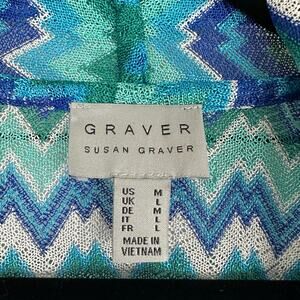 GRAVER
SUSAN GRAVER
US M
UK L
DE M
IT L
FR L
MADE IN
VIETNAM